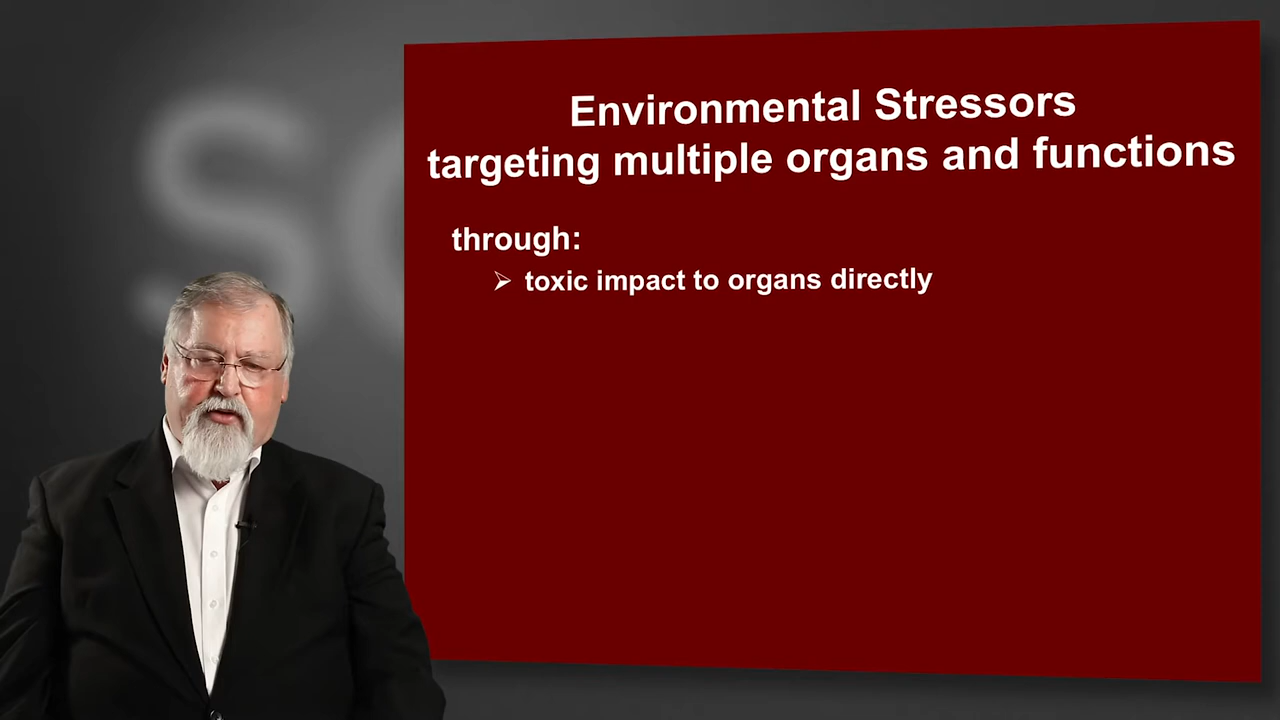 Environmental Stressors
targeting multiple organs and functions
through:
➢ toxic impact to organs directly